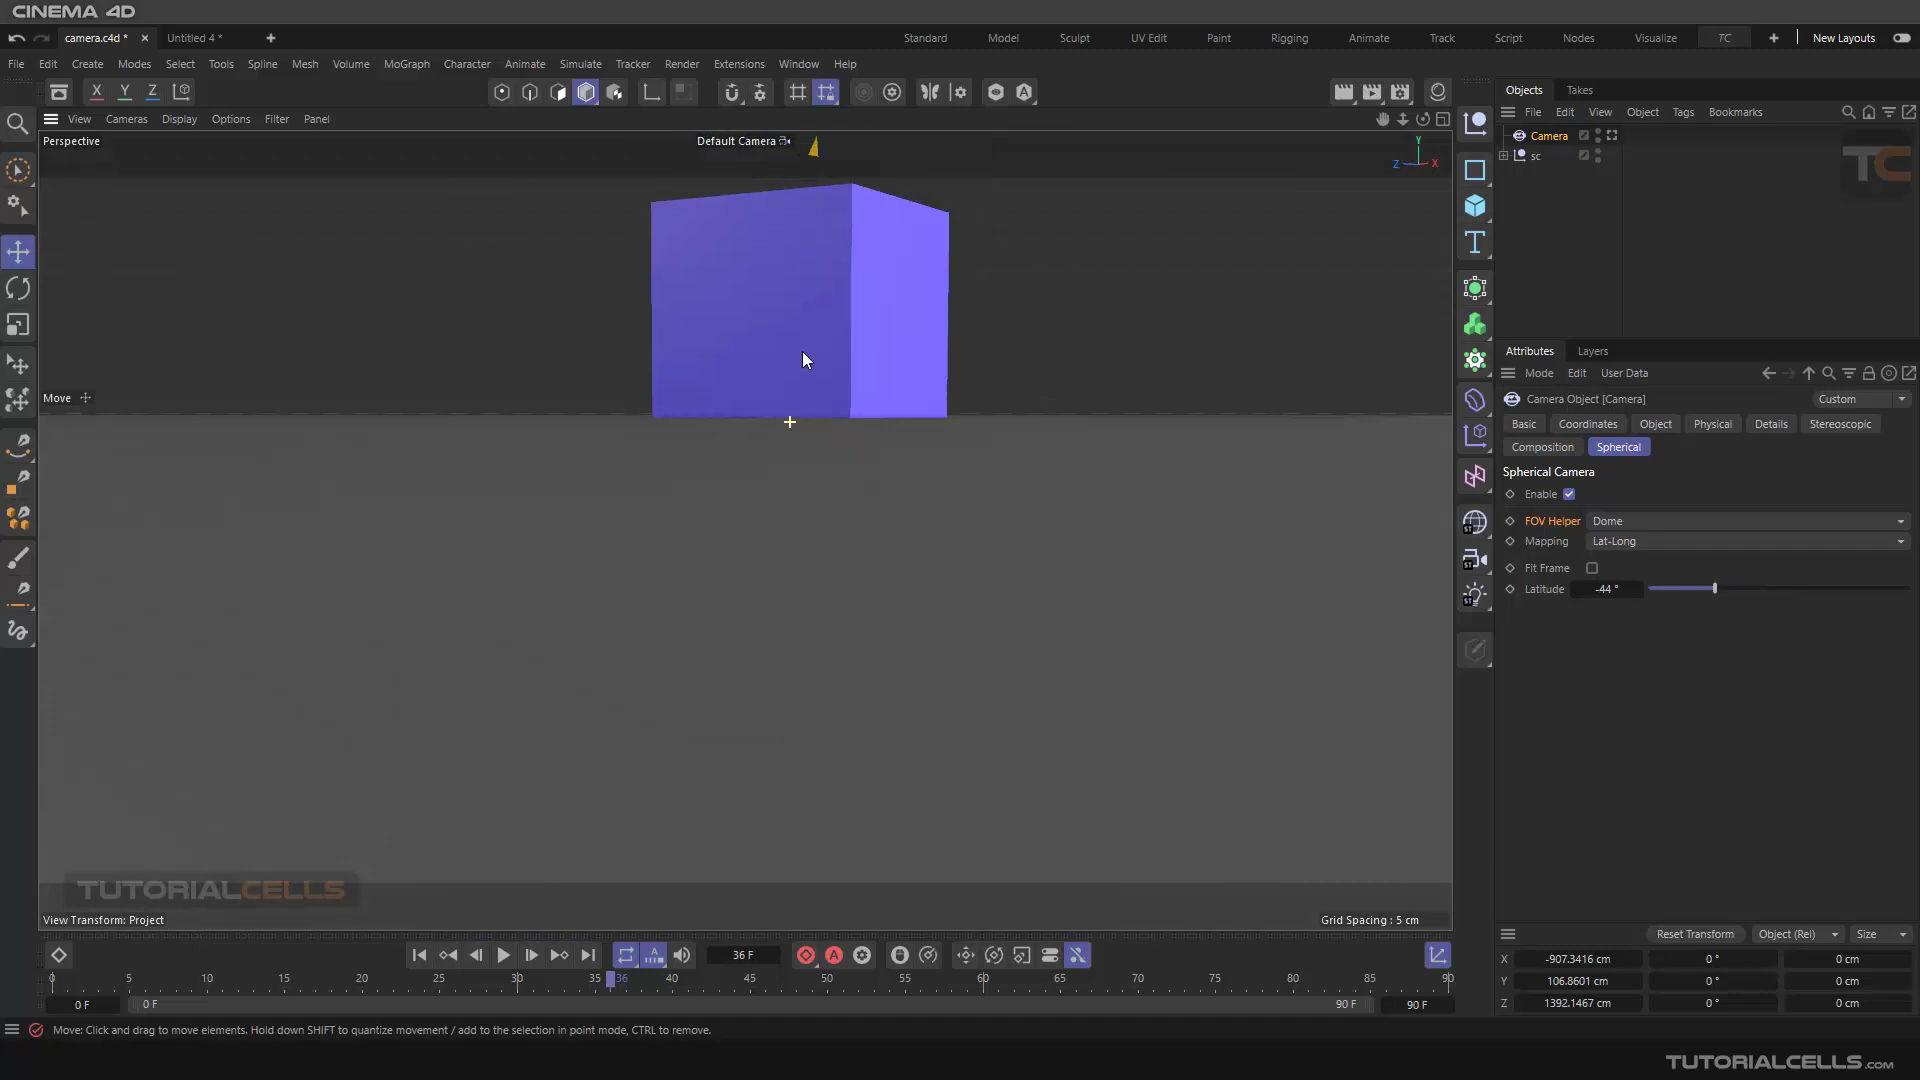 CINEMA 4D
camera.c4d *
Untitled 4 *
Standard
Model
Sculpt
UV Edit
Paint
Rigging
Animate
Track
Script
Nodes
Visualize
TC
New Layouts
File Edit Create Modes Select Tools Spline Mesh Volume MoGraph Character Animate Simulate Tracker Render Extensions Window Help
X Y Z
Objects Takes
View Cameras Display Options Filter Panel
File Edit View Object Tags Bookmarks
Perspective
Default Camera
Y
Z
X
Camera
sc
TC
Attributes Layers
Mode Edit User Data
Move
Camera Object [Camera]
Custom
Basic Coordinates Object Physical Details Stereoscopic
Composition Spherical
Spherical Camera
Enable
FOV Helper Dome
Mapping Lat-Long
Fit Frame
Latitude -44 °
ST
ST
ST
TUTORIALCELLS
View Transform: Project
Grid Spacing : 5 cm
Reset Transform Object (Rel) Size
36 F
X -907.3416 cm 0 ° 0 cm
Y 106.8601 cm 0 ° 0 cm
Z 1392.1467 cm 0 ° 0 cm
0 5 10 15 20 25 30 35 36 40 45 50 55 60 65 70 75 80 85 90
0 F 0 F 90 F 90 F
Move: Click and drag to move elements. Hold down SHIFT to quantize movement / add to the selection in point mode, CTRL to remove.
TUTORIALCELLS.com